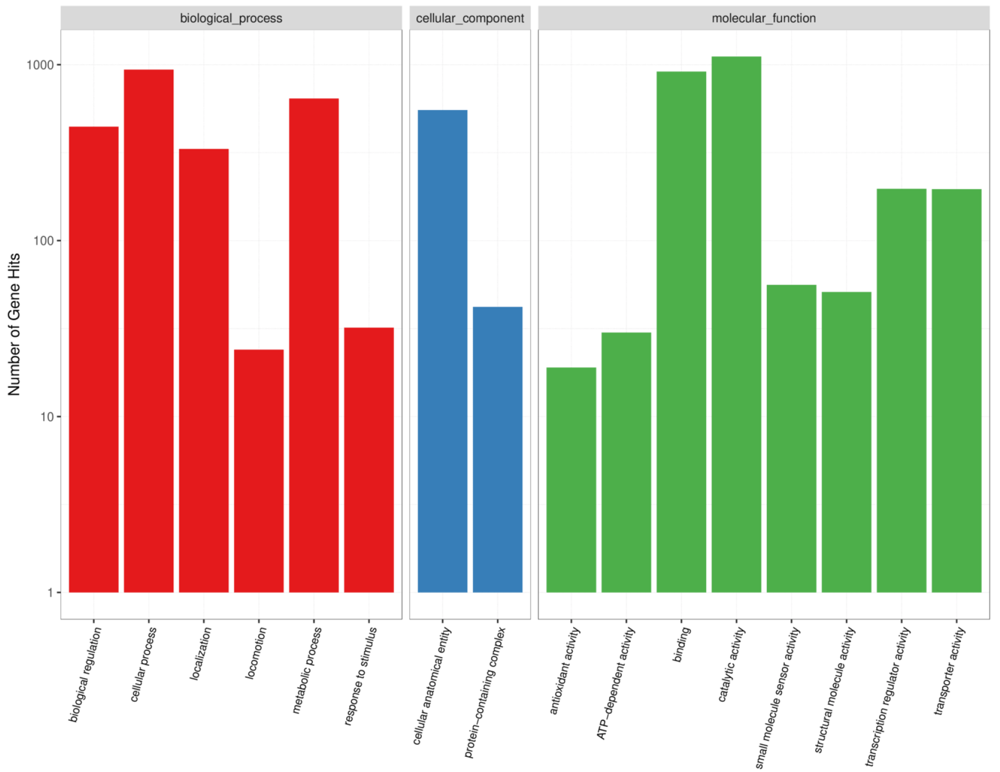 biological_process
cellular_component
molecular_function
Number of Gene Hits
1000
100
10
1
biological regulation
cellular process
localization
locomotion
metabolic process
response to stimulus
cellular anatomical entity
protein−containing complex
antioxidant activity
ATP−dependent activity
binding
catalytic activity
small molecule sensor activity
structural molecule activity
transcription regulator activity
transporter activity